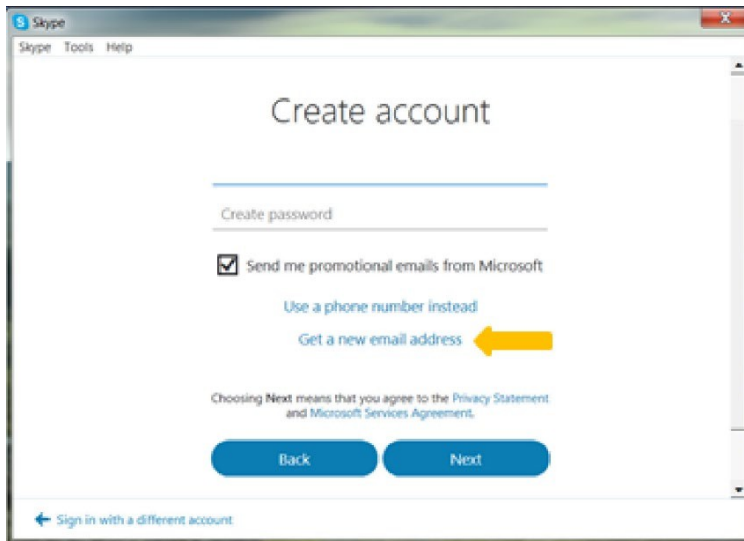 Skype
Skype Tools Help
Create account
Create password
Send me promotional emails from Microsoft
Use a phone number instead
Get a new email address
Choosing Next means that you agree to the Privacy Statement
and Microsoft Services Agreement.
Back Next
Sign in with a different account